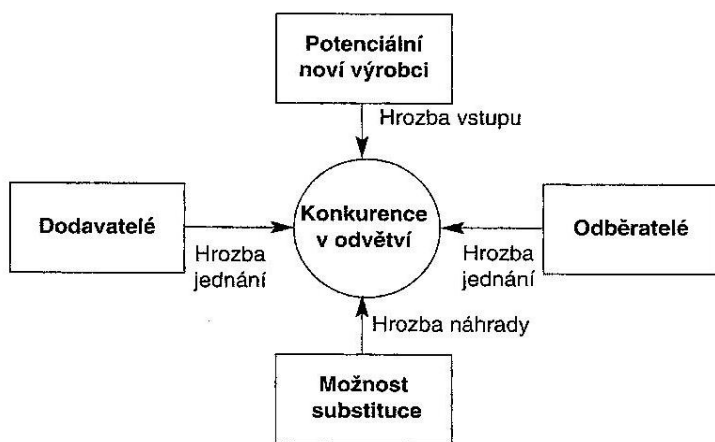 Potenciální
noví výrobci
Hrozba vstupu
Dodavatelé
Hrozba
jednání
Konkurence
v odvětví
Odběratelé
Hrozba
jednání
Hrozba náhrady
Možnost
substituce